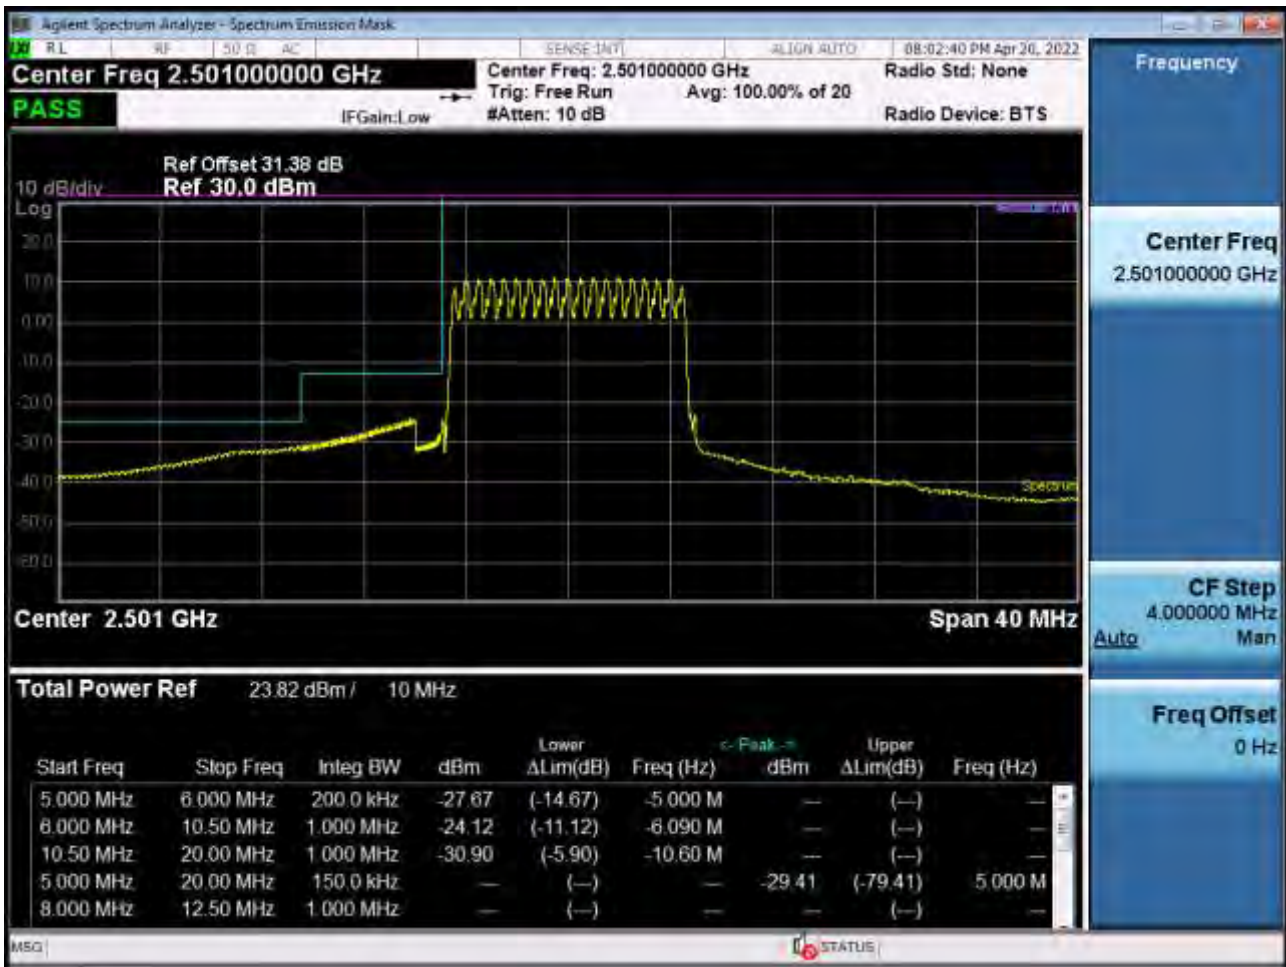 Agilent Spectrum Analyzer - Spectrum Emission Mask
LXI RL RF 50 Ω AC SENSE:INT ALIGN AUTO 08:02:40 PM Apr 20, 2022
Center Freq 2.501000000 GHz
Center Freq: 2.501000000 GHz
Radio Std: None
Trig: Free Run Avg: 100.00% of 20
PASS
IFGain:Low
#Atten: 10 dB
Radio Device: BTS
Ref Offset 31.38 dB
10 dB/div Ref 30.0 dBm
Log
20.0
10.0
0.00
-10.0
-20.0
-30.0
-40.0
Spectrum
-50.0
-60.0
Center 2.501 GHz Span 40 MHz
Total Power Ref 23.82 dBm / 10 MHz
Lower <- Peak -> Upper
Start Freq Stop Freq Integ BW dBm ΔLim(dB) Freq (Hz) dBm ΔLim(dB) Freq (Hz)
5.000 MHz 6.000 MHz 200.0 kHz -27.67 (-14.67) -5.000 M --- (---) ---
6.000 MHz 10.50 MHz 1.000 MHz -24.12 (-11.12) -6.090 M --- (---) ---
10.50 MHz 20.00 MHz 1.000 MHz -30.90 (-5.90) -10.60 M --- (---) ---
5.000 MHz 20.00 MHz 150.0 kHz --- (---) --- -29.41 (-79.41) 5.000 M
8.000 MHz 12.50 MHz 1.000 MHz --- (---) --- --- (---) ---
MSG STATUS
Frequency
Center Freq
2.501000000 GHz
CF Step
4.000000 MHz
Auto Man
Freq Offset
0 Hz